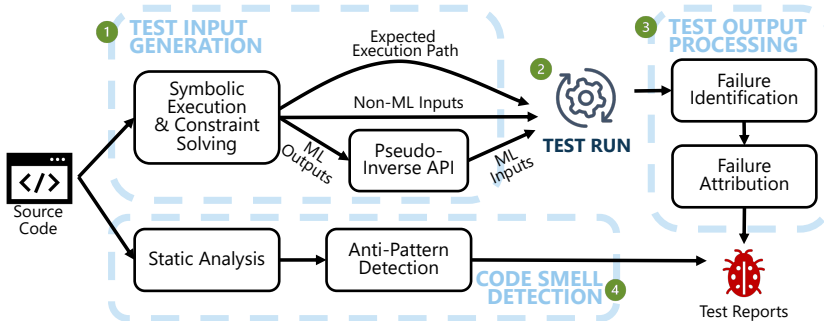 1
TEST INPUT
GENERATION
Symbolic
Execution
& Constraint
Solving
Expected
Execution Path
Non-ML Inputs
ML
Outputs
Pseudo-
Inverse API
ML
Inputs
2
TEST RUN
3
TEST OUTPUT
PROCESSING
Failure
Identification
Failure
Attribution
</>
Source
Code
Static Analysis
Anti-Pattern
Detection
CODE SMELL
DETECTION
4
Test Reports